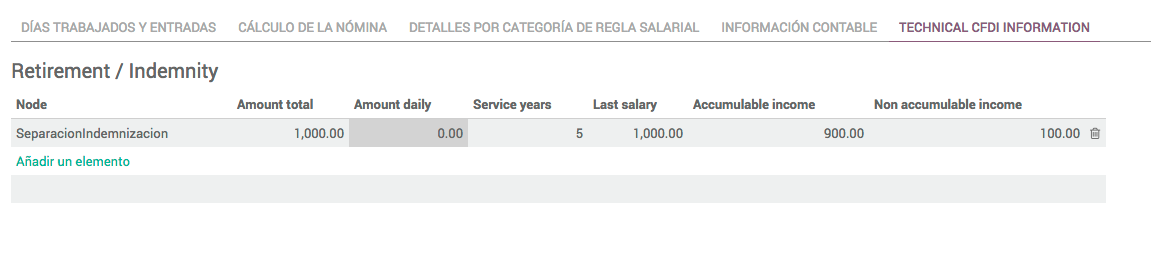 DÍAS TRABAJADOS Y ENTRADAS CÁLCULO DE LA NÓMINA DETALLES POR CATEGORÍA DE REGLA SALARIAL INFORMACIÓN CONTABLE TECHNICAL CFDI INFORMATION
Retirement / Indemnity
Node Amount total Amount daily Service years Last salary Accumulable income Non accumulable income
SeparacionIndemnizacion 1,000.00 0.00 5 1,000.00 900.00 100.00
Añadir un elemento